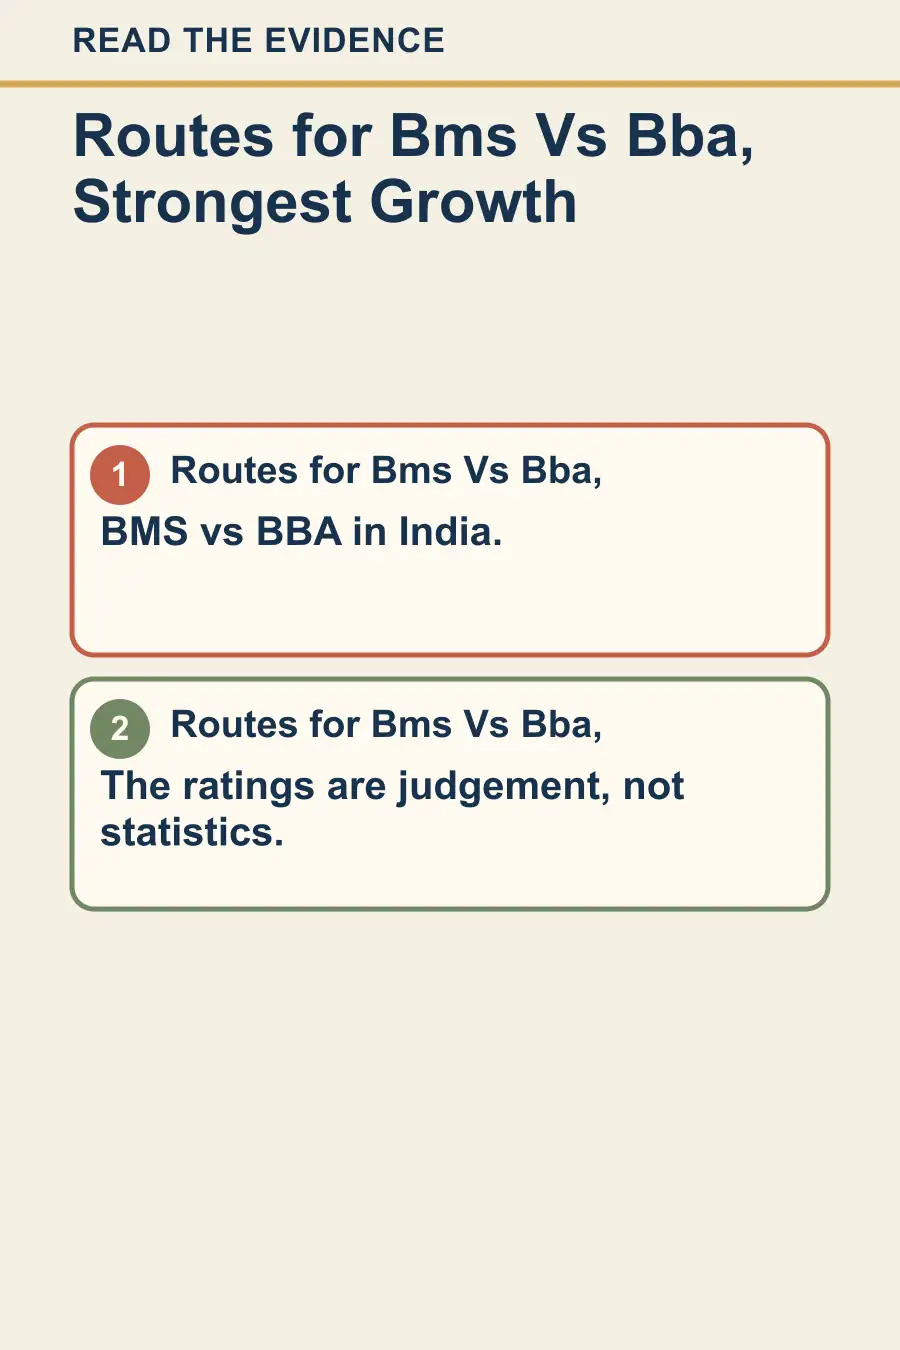 READ THE EVIDENCE
Routes for Bms Vs Bba,
Strongest Growth
1
Routes for Bms Vs Bba,
BMS vs BBA in India.
2
Routes for Bms Vs Bba,
The ratings are judgement, not
statistics.